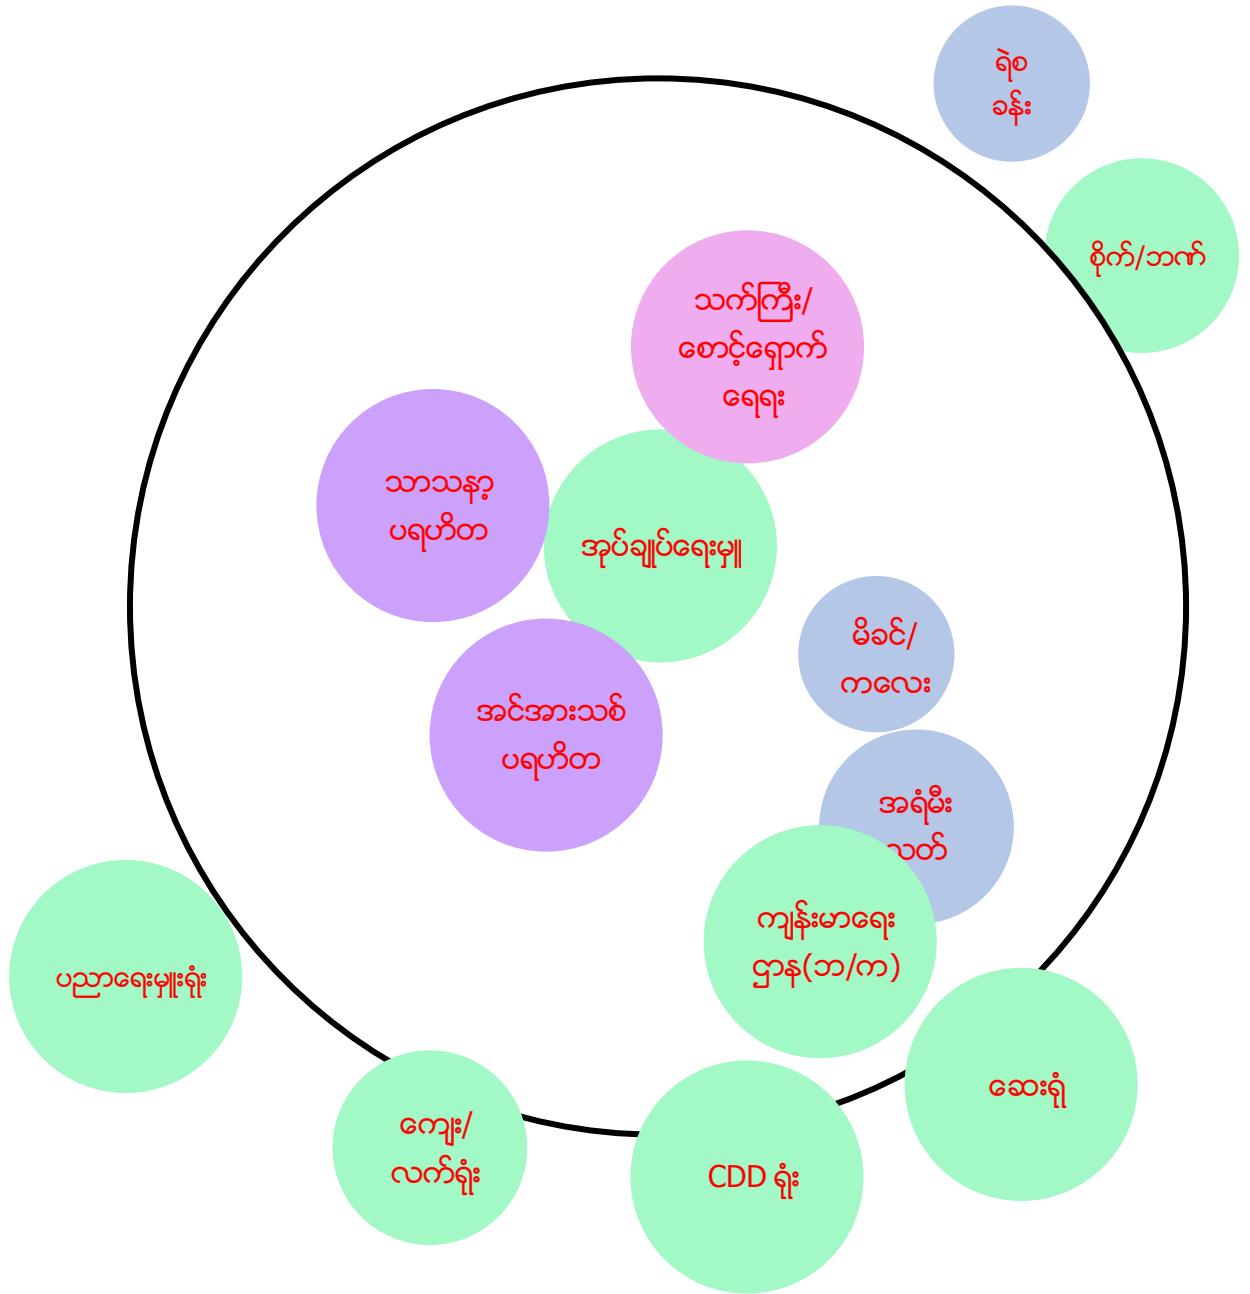 ရဲစ
ခန်း
စိုက်/ဘဏ်
သက်ကြီး/
စောင့်ရှောက်
ရေရး
သာသနာ့
ပရဟိတ
အုပ်ချုပ်ရေးမှူ
မိခင်/
ကလေး
အင်အားသစ်
ပရဟိတ
အရံမီး
သတ်
ကျန်းမာရေး
ဌာန(ဘ/က)
ပညာရေးမှူးရုံး
ဆေးရုံ
ကျေး/
လက်ရုံး
CDD ရုံး